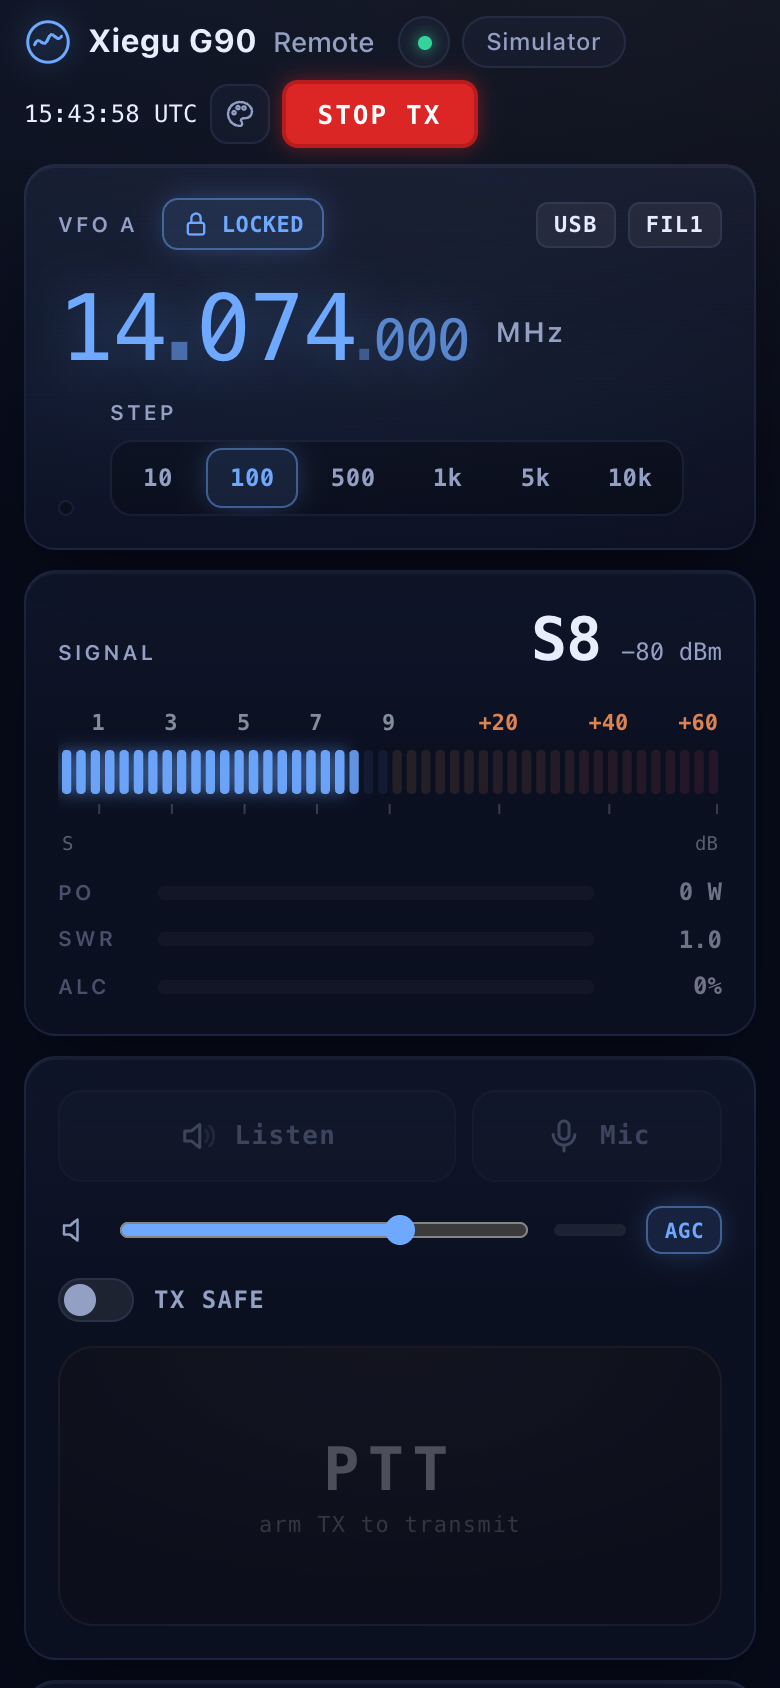 Xiegu G90 Remote Simulator
15:43:58 UTC STOP TX
VFO A LOCKED USB FIL1
14.074.000 MHz
STEP
10 100 500 1k 5k 10k
SIGNAL S8 −80 dBm
1 3 5 7 9 +20 +40 +60
S dB
PO 0 W
SWR 1.0
ALC 0%
Listen Mic
AGC
TX SAFE
PTT
arm TX to transmit